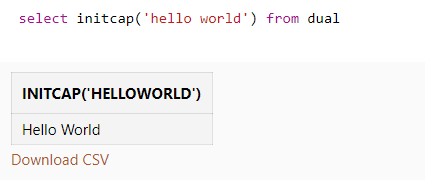 select initcap('hello world') from dual
INITCAP('HELLOWORLD')
Hello World
Download CSV